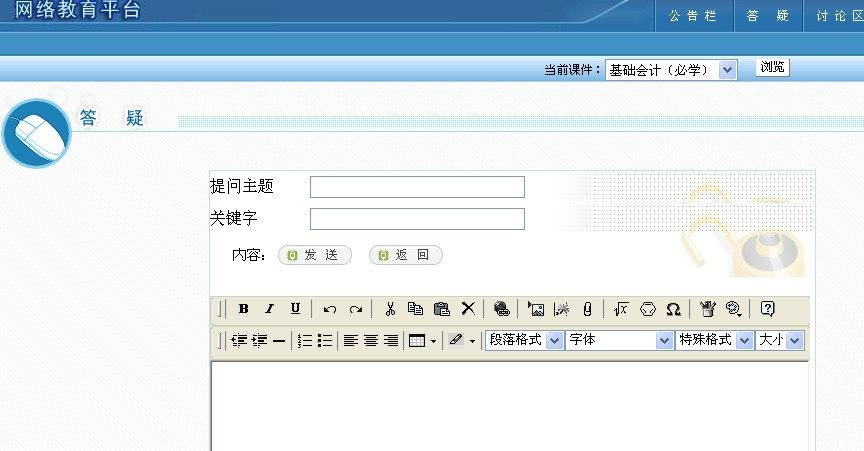 网络教育平台
公告栏 答 疑 讨论区
当前课件： 基础会计（必学） 浏览
答 疑
提问主题
关键字
内容： 发 送 返 回
B I U
段落格式 字体 特殊格式 大小